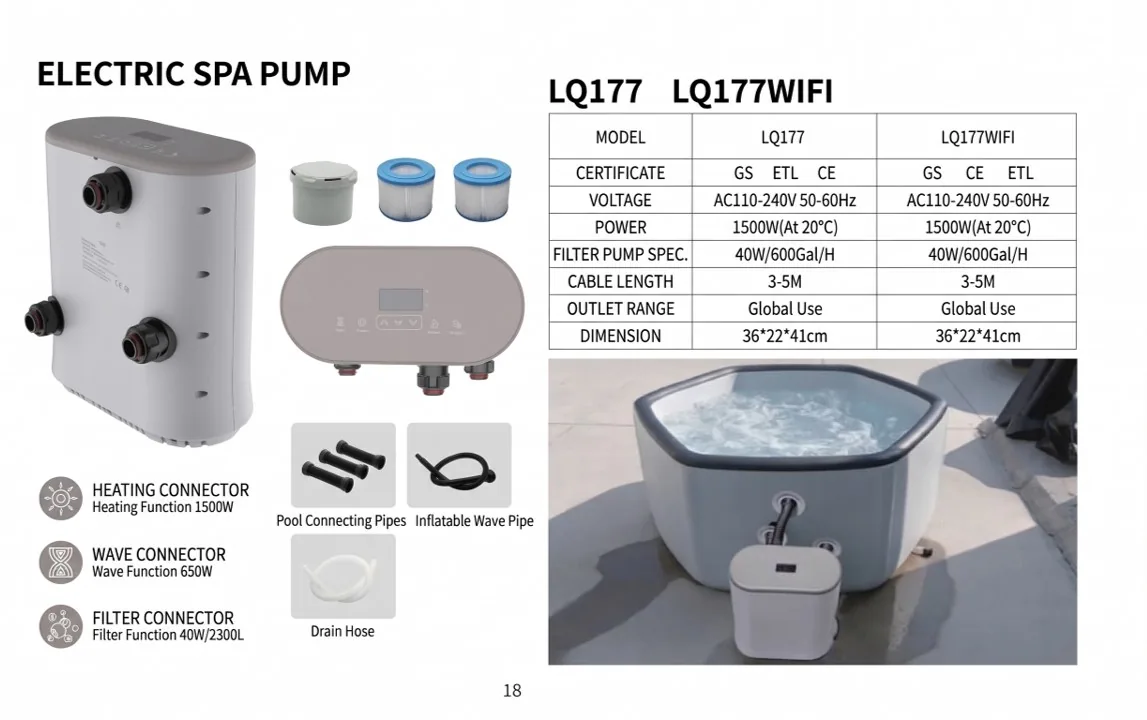 ELECTRIC SPA PUMP
LQ177 LQ177WIFI
MODEL LQ177 LQ177WIFI
CERTIFICATE GS ETL CE GS CE ETL
VOLTAGE AC110-240V 50-60Hz AC110-240V 50-60Hz
POWER 1500W(At 20°C) 1500W(At 20°C)
FILTER PUMP SPEC. 40W/600Gal/H 40W/600Gal/H
CABLE LENGTH 3-5M 3-5M
OUTLET RANGE Global Use Global Use
DIMENSION 36*22*41cm 36*22*41cm
HEATING CONNECTOR
Heating Function 1500W
WAVE CONNECTOR
Wave Function 650W
FILTER CONNECTOR
Filter Function 40W/2300L
Pool Connecting Pipes Inflatable Wave Pipe
Drain Hose
18